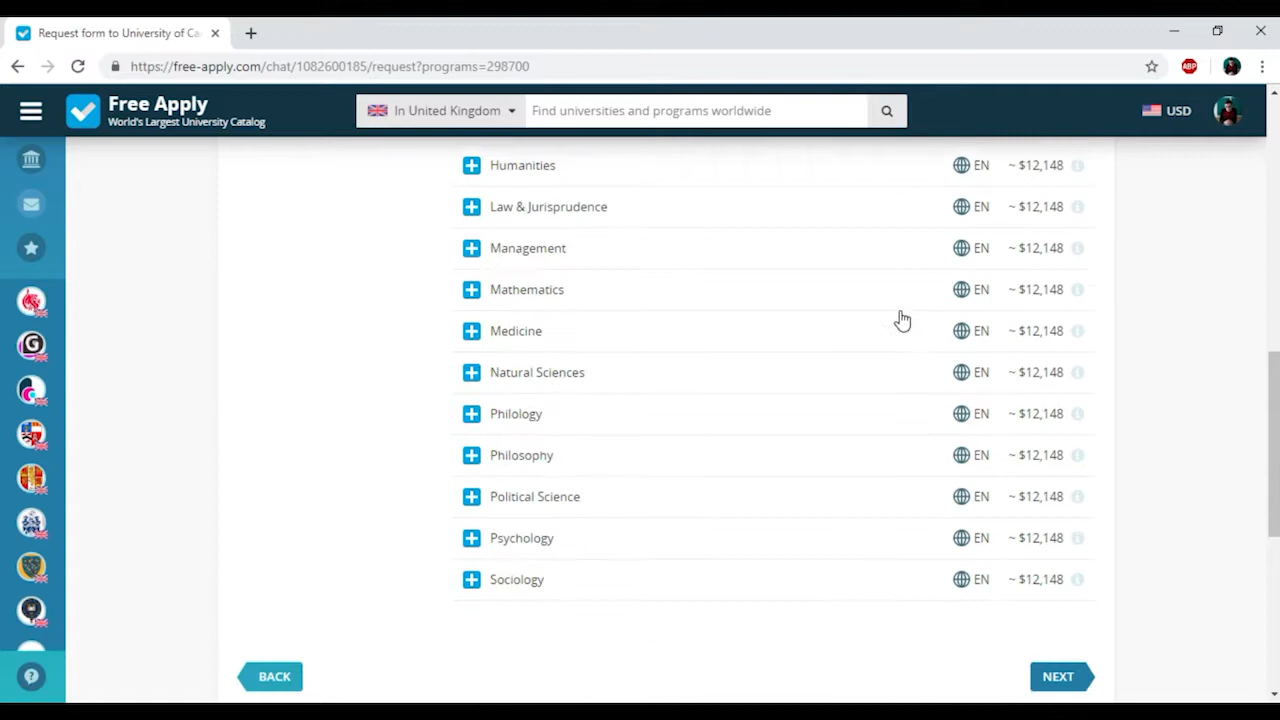 Request form to University of Ca
https://free-apply.com/chat/1082600185/request?programs=298700
ABP
Free Apply
World's Largest University Catalog
In United Kingdom
Find universities and programs worldwide
USD
Humanities EN ~ $12,148
Law & Jurisprudence EN ~ $12,148
Management EN ~ $12,148
Mathematics EN ~ $12,148
Medicine EN ~ $12,148
Natural Sciences EN ~ $12,148
Philology EN ~ $12,148
Philosophy EN ~ $12,148
Political Science EN ~ $12,148
Psychology EN ~ $12,148
Sociology EN ~ $12,148
BACK
NEXT